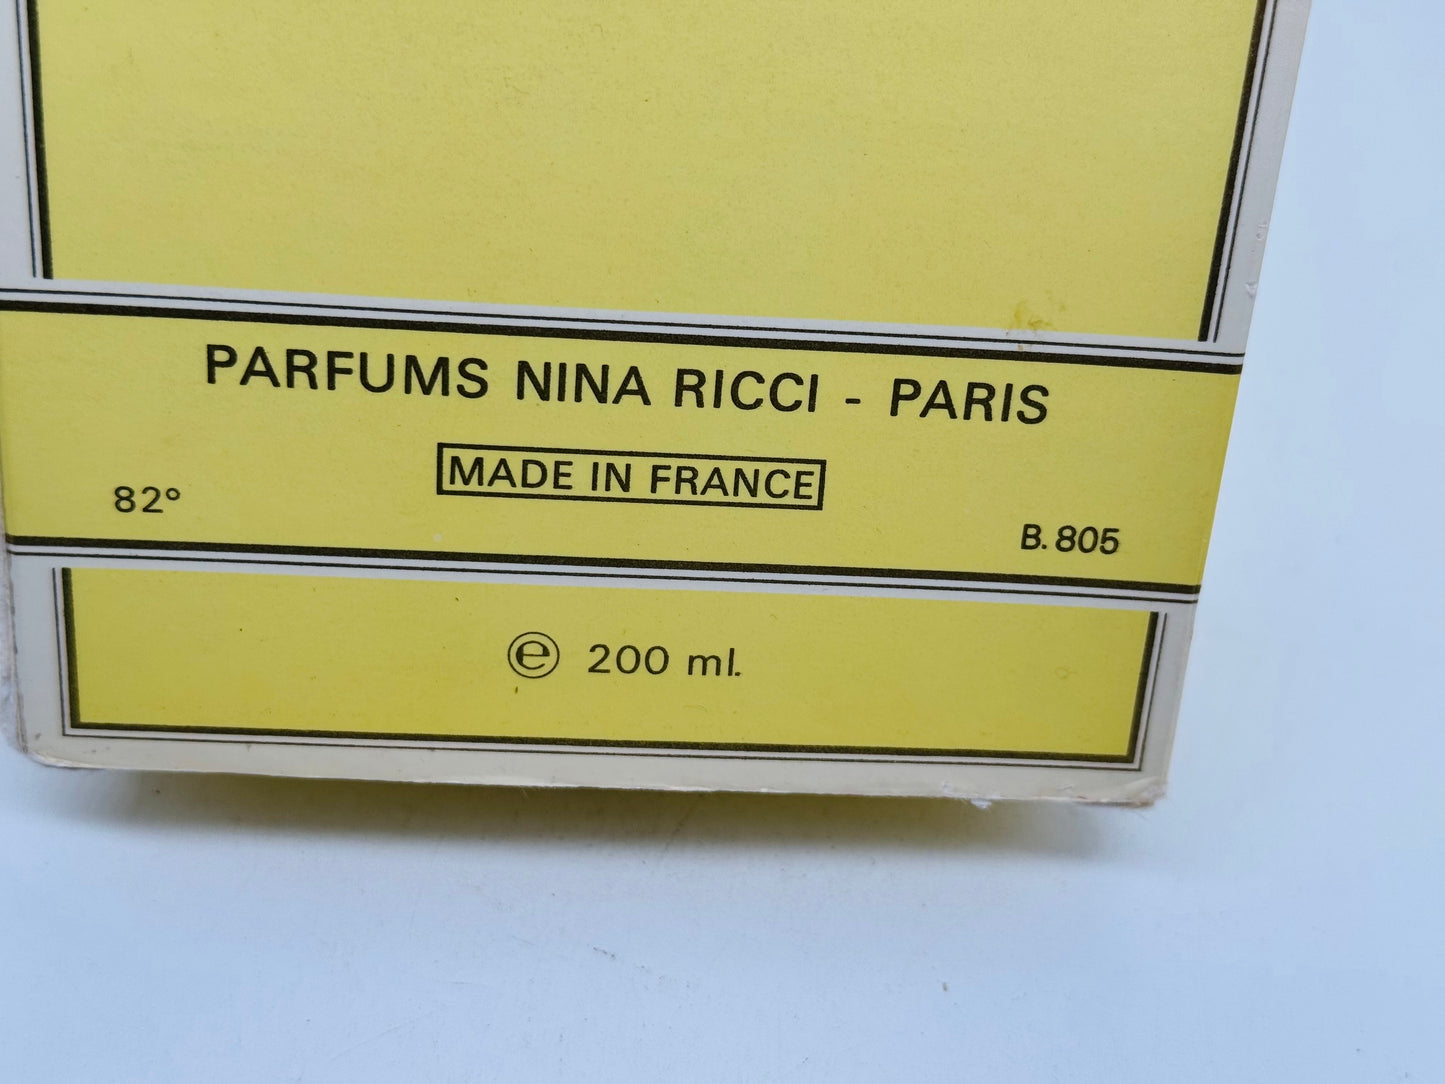 PARFUMS NINA RICCI - PARIS
MADE IN FRANCE
82°
B. 805
℮ 200 ml.